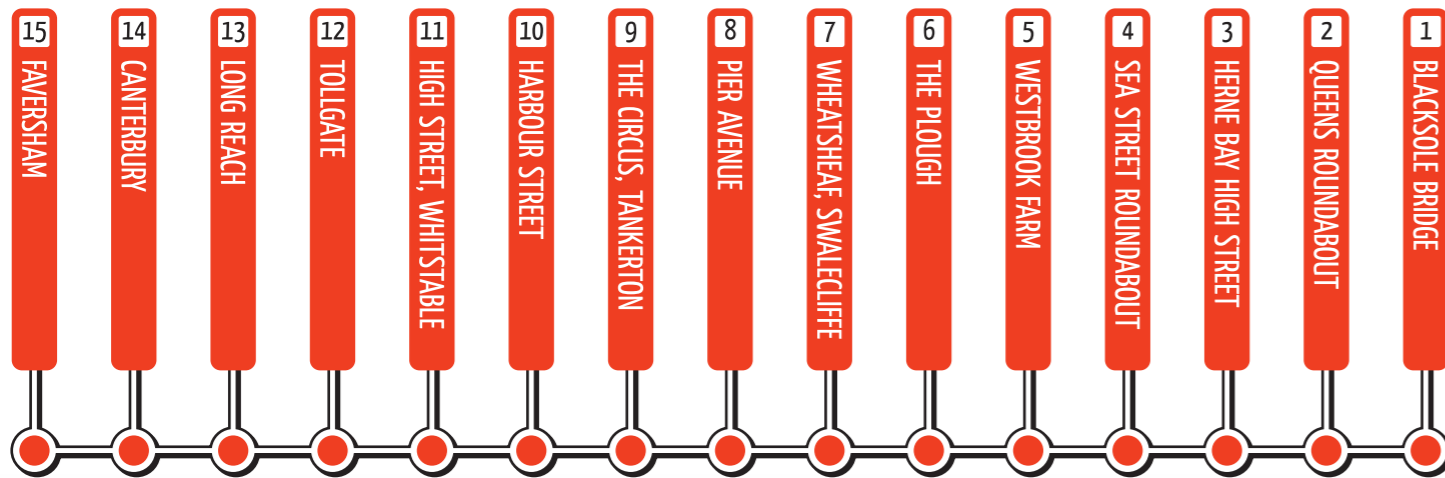 15 FAVERSHAM
14 CANTERBURY
13 LONG REACH
12 TOLLGATE
11 HIGH STREET, WHITSTABLE
10 HARBOUR STREET
9 THE CIRCUS, TANKERTON
8 PIER AVENUE
7 WHEATSHEAF, SWALECLIFFE
6 THE PLOUGH
5 WESTBROOK FARM
4 SEA STREET ROUNDABOUT
3 HERNE BAY HIGH STREET
2 QUEENS ROUNDABOUT
1 BLACKSOLE BRIDGE